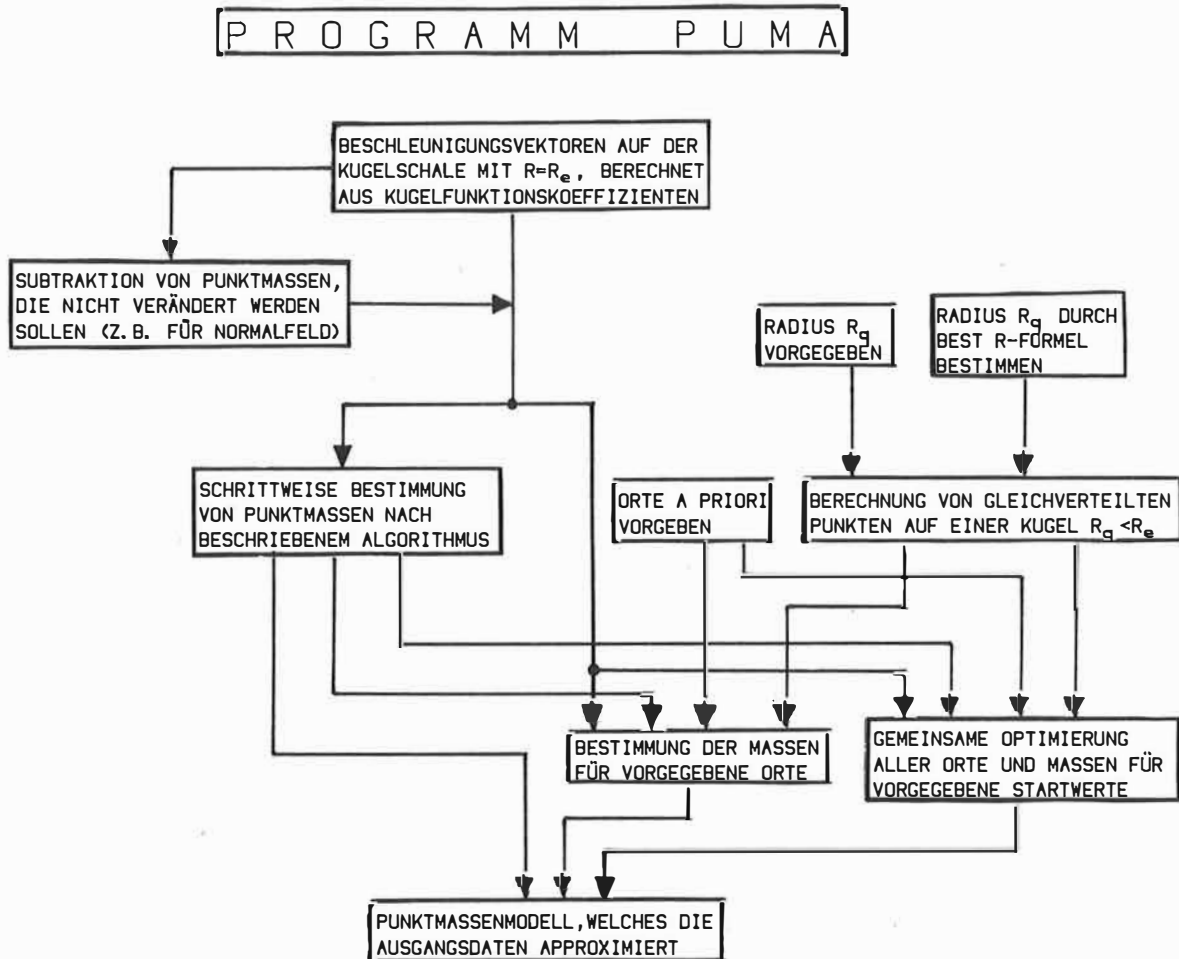 PROGRAMM PUMA
BESCHLEUNIGUNGSVEKTOREN AUF DER
KUGELSCHALE MIT R=Re, BERECHNET
AUS KUGELFUNKTIONSKOEFFIZIENTEN
SUBTRAKTION VON PUNKTMASSEN,
DIE NICHT VERÄNDERT WERDEN
SOLLEN (Z.B. FÜR NORMALFELD)
RADIUS Rq
VORGEGEBEN
RADIUS Rq DURCH
BEST R-FORMEL
BESTIMMEN
SCHRITTWEISE BESTIMMUNG
VON PUNKTMASSEN NACH
BESCHRIEBENEM ALGORITHMUS
ORTE A PRIORI
VORGEBEN
BERECHNUNG VON GLEICHVERTEILTEN
PUNKTEN AUF EINER KUGEL Rq<Re
BESTIMMUNG DER MASSEN
FÜR VORGEGEBENE ORTE
GEMEINSAME OPTIMIERUNG
ALLER ORTE UND MASSEN FÜR
VORGEGEBENE STARTWERTE
PUNKTMASSENMODELL, WELCHES DIE
AUSGANGSDATEN APPROXIMIERT